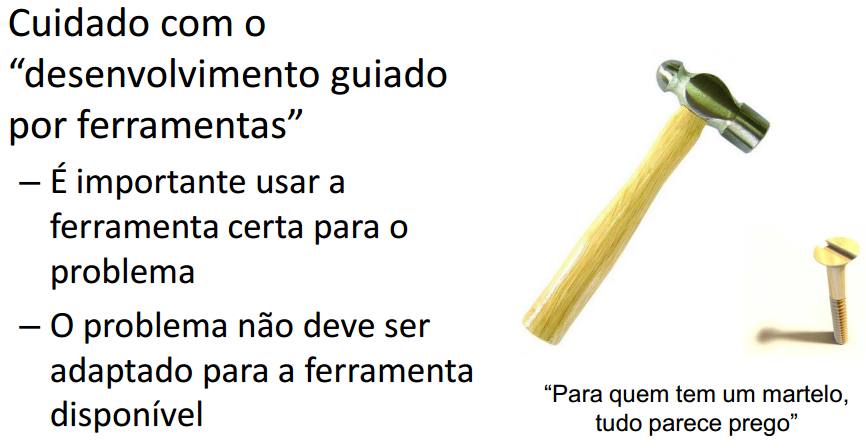 Cuidado com o
“desenvolvimento guiado
por ferramentas”
– É importante usar a
ferramenta certa para o
problema
– O problema não deve ser
adaptado para a ferramenta
disponível
“Para quem tem um martelo,
tudo parece prego”